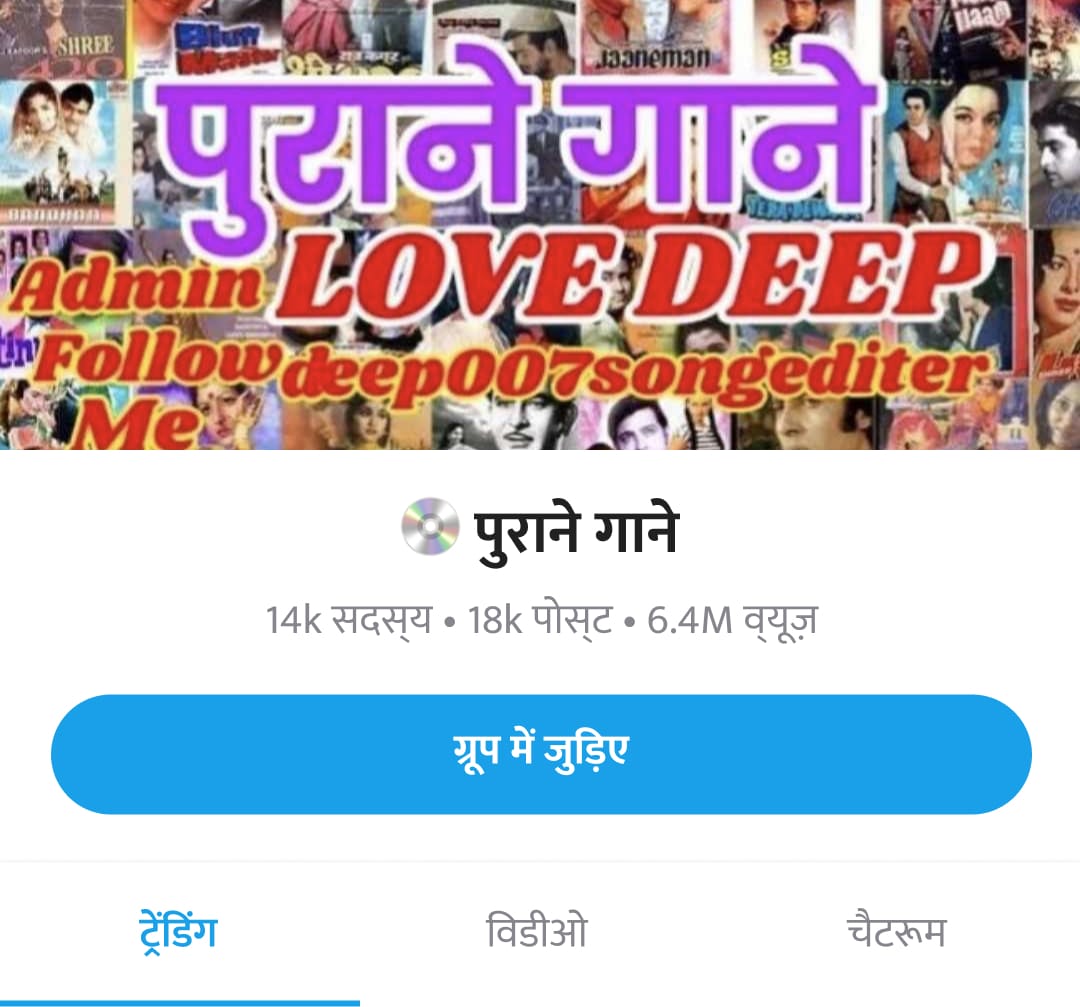 SHREE
420
Bluff
Master
Jaaneman
पुराने गाने
Admin LOVE DEEP
Follow deep007songediter
Me
💿 पुराने गाने
14k सदस्य • 18k पोस्ट • 6.4M व्यूज़
ग्रुप में जुड़िए
ट्रेंडिंग
विडीओ
चैटरूम